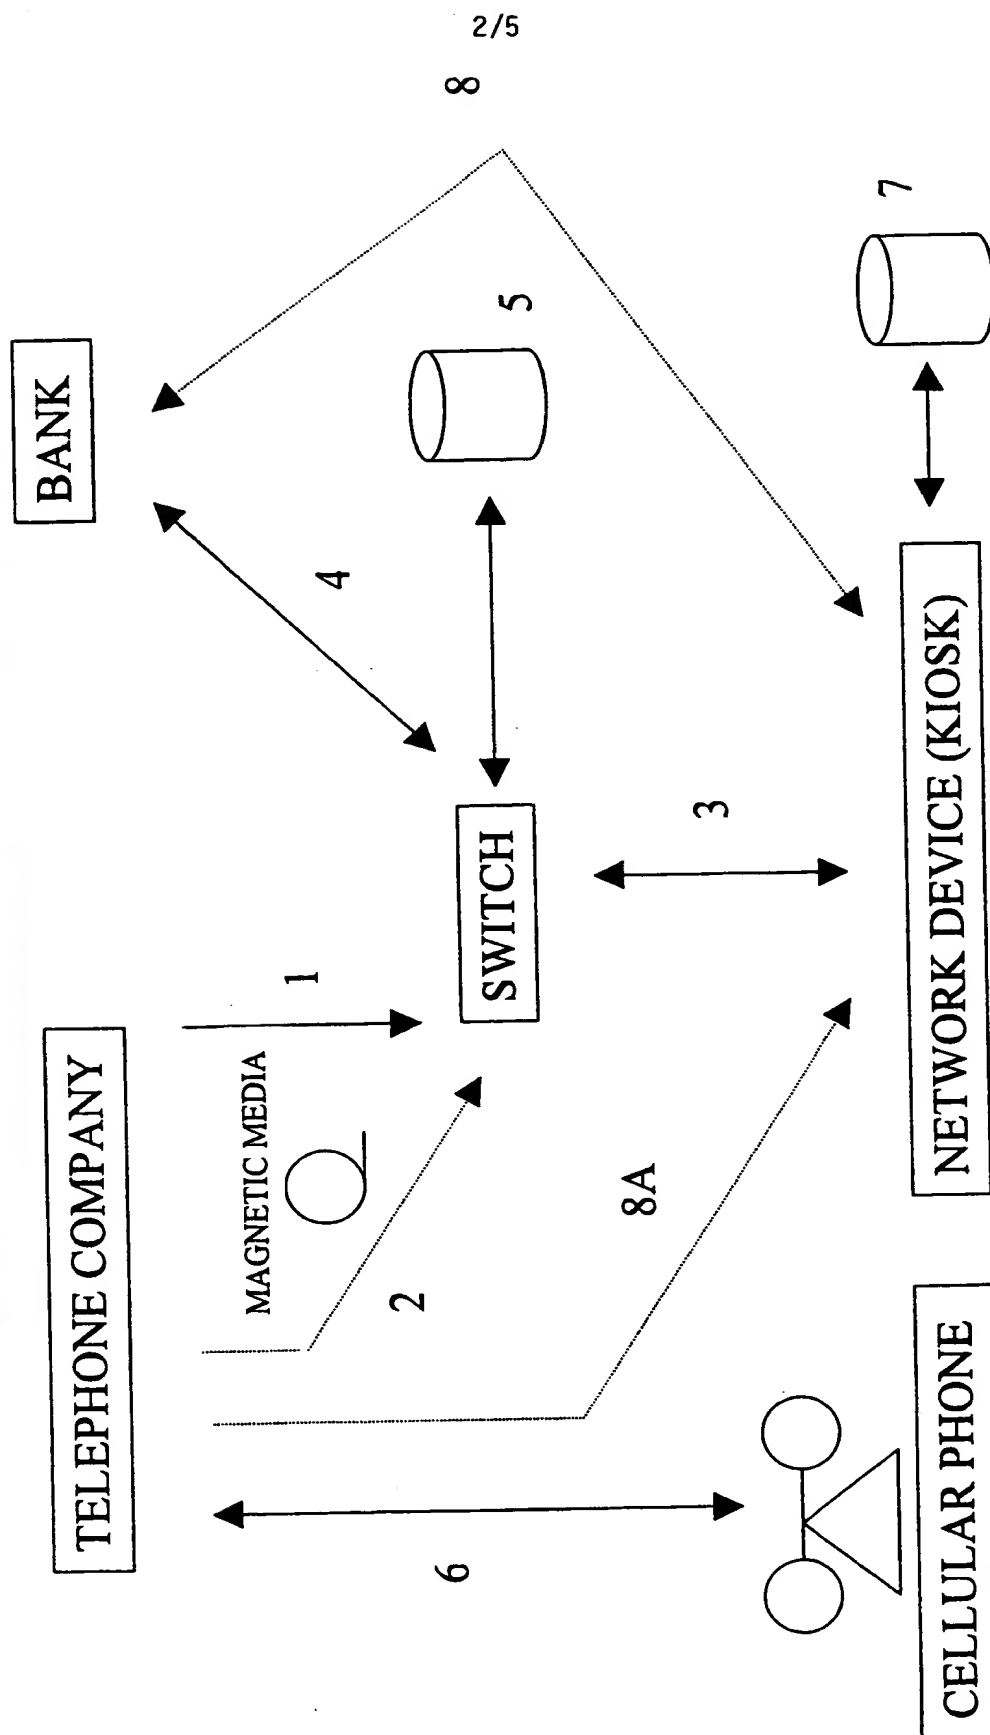 2/5
TELEPHONE COMPANY
BANK
MAGNETIC MEDIA
1
2
4
8
6
SWITCH
5
8A
3
7
CELLULAR PHONE
NETWORK DEVICE (KIOSK)